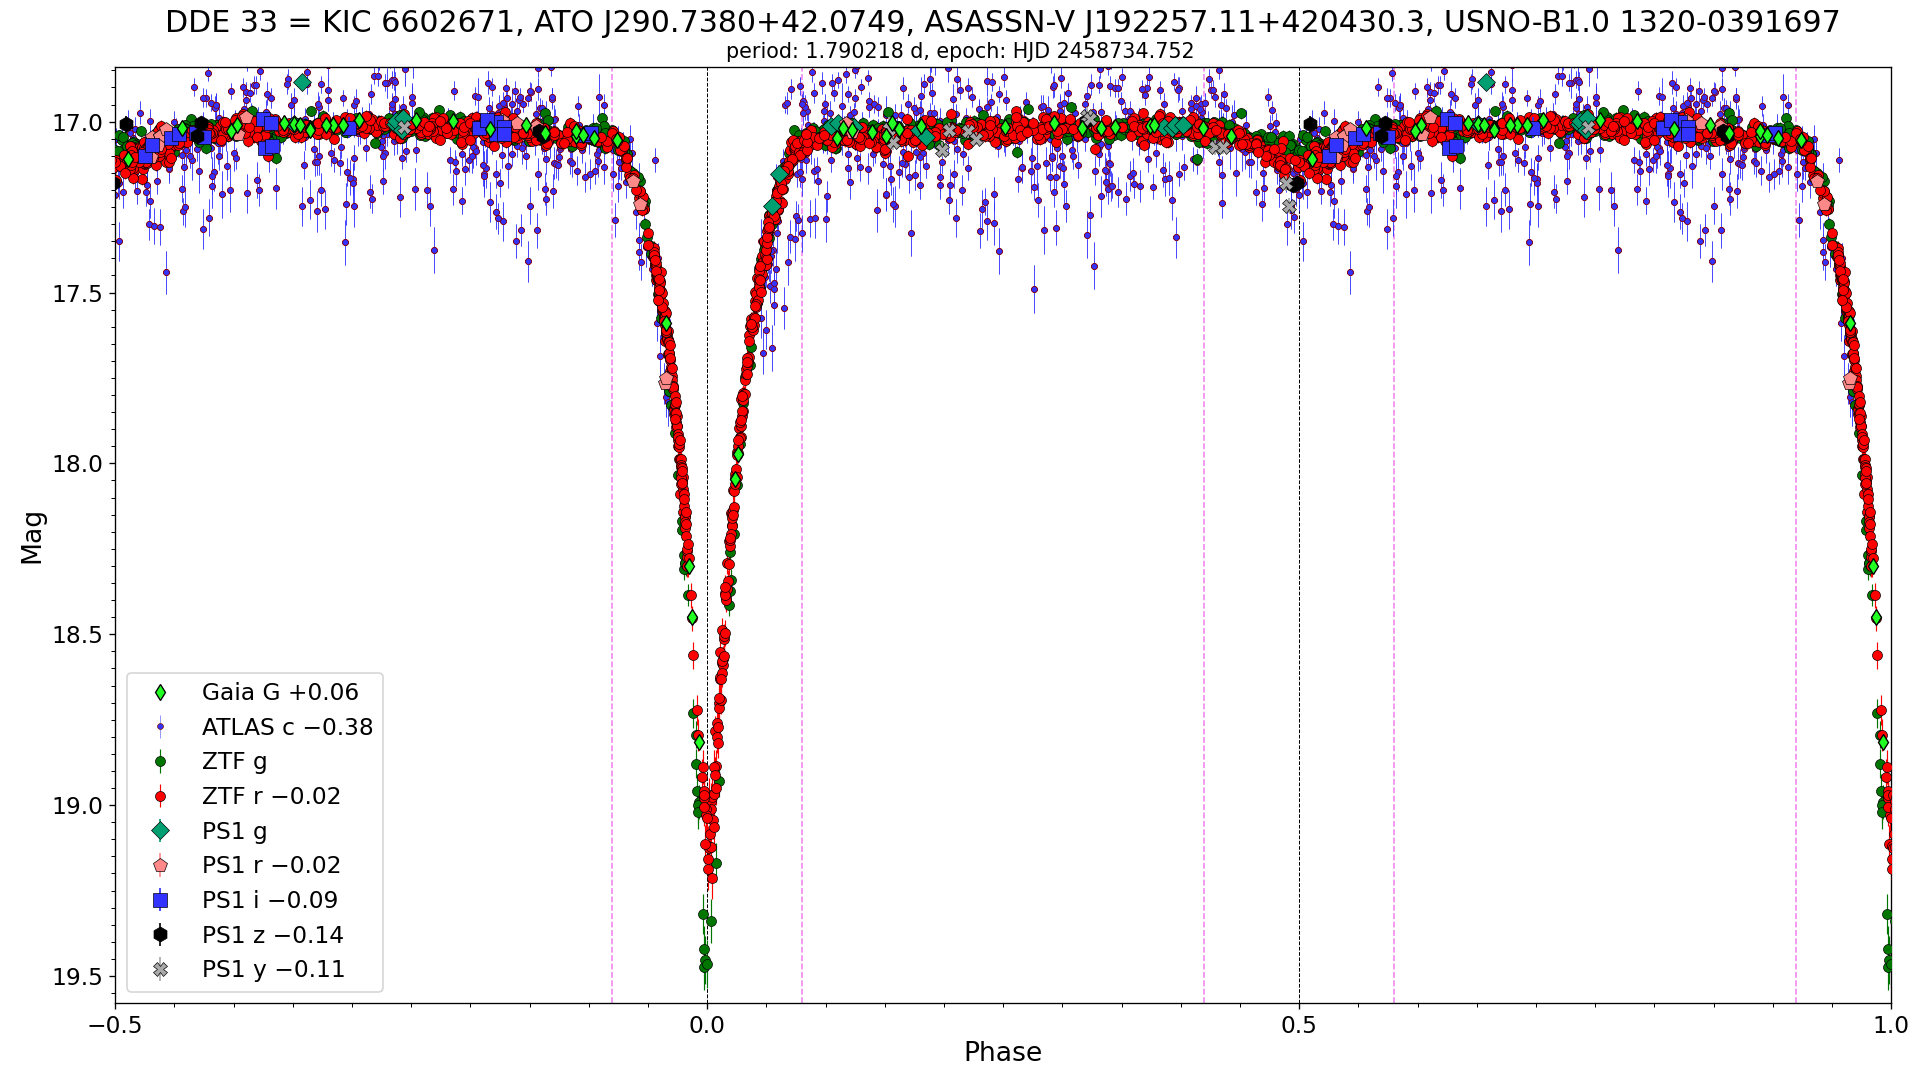 DDE 33 = KIC 6602671, ATO J290.7380+42.0749, ASASSN-V J192257.11+420430.3, USNO-B1.0 1320-0391697
period: 1.790218 d, epoch: HJD 2458734.752
Mag
17.0
17.5
18.0
18.5
19.0
19.5
Gaia G +0.06
ATLAS c −0.38
ZTF g
ZTF r −0.02
PS1 g
PS1 r −0.02
PS1 i −0.09
PS1 z −0.14
PS1 y −0.11
−0.5 0.0 0.5 1.0
Phase